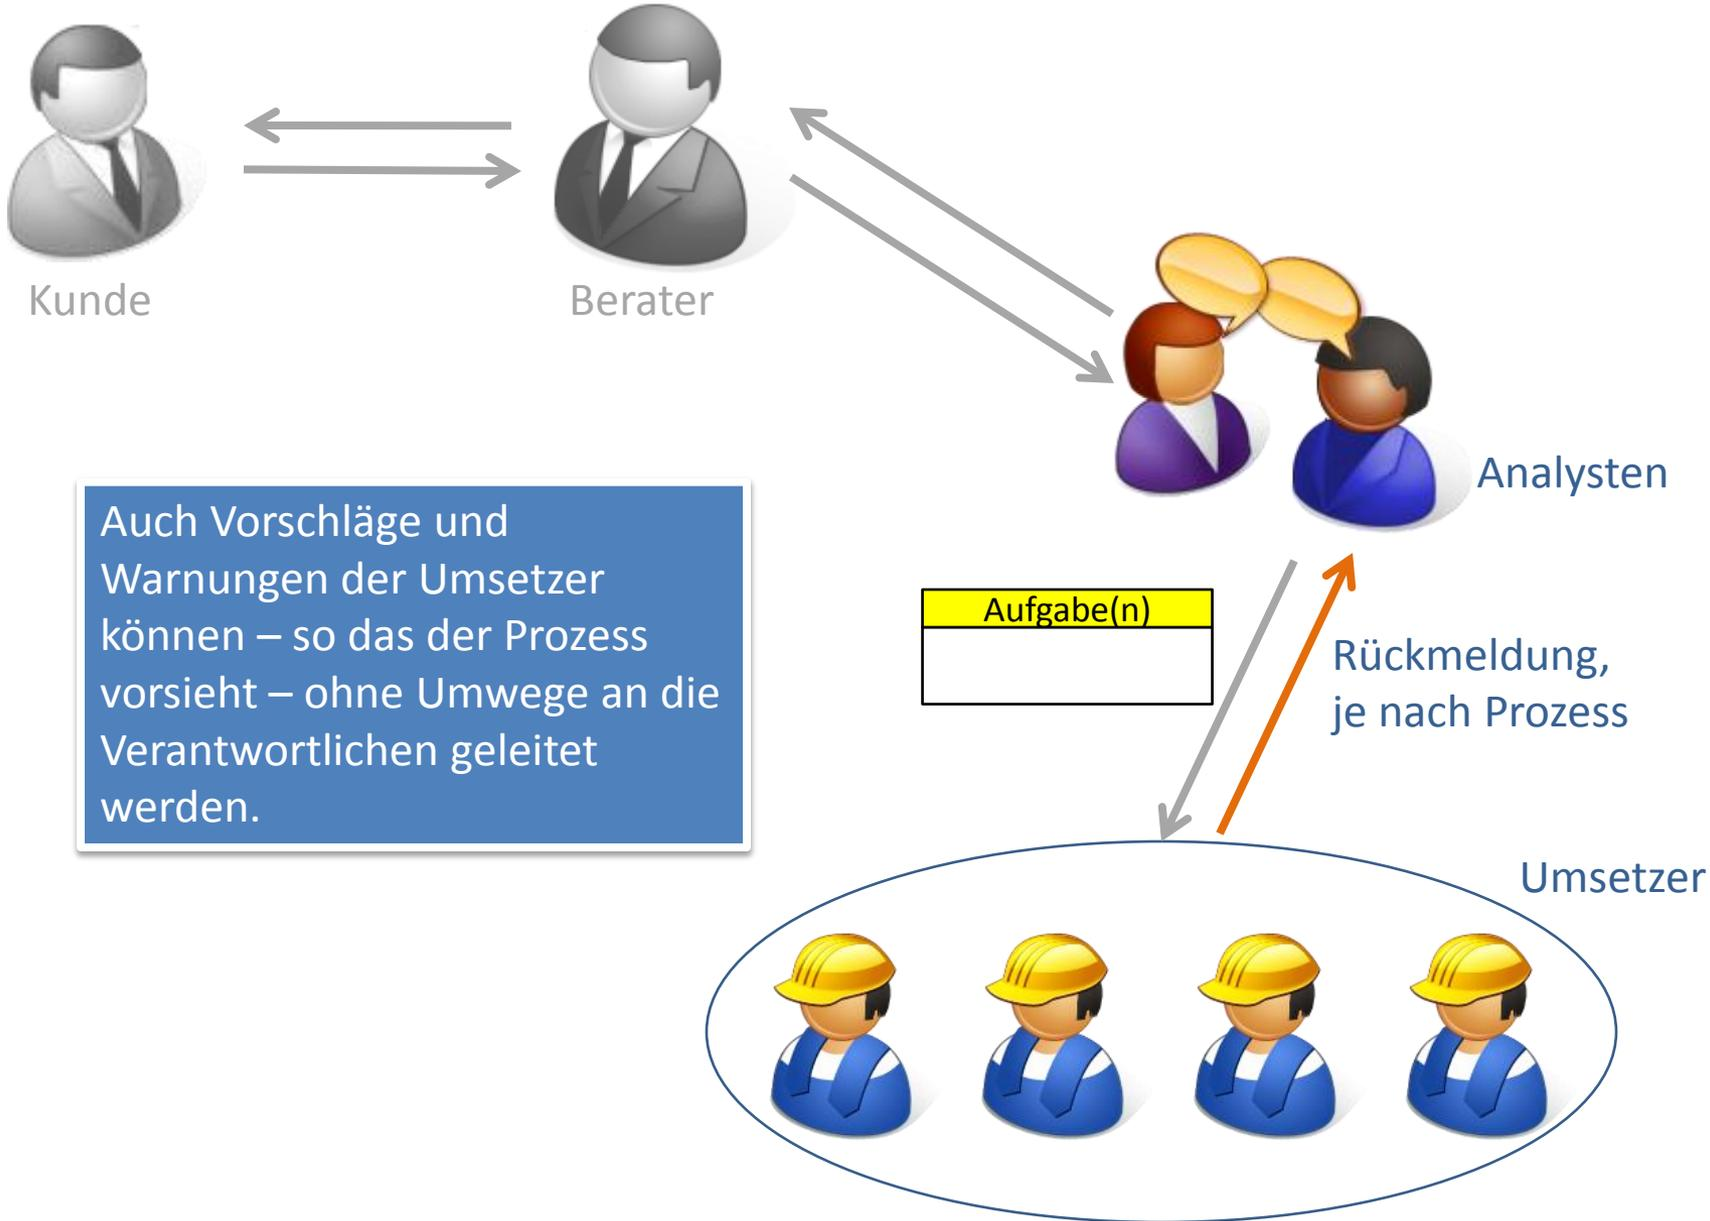 Kunde
Berater
Analysten
Auch Vorschläge und
Warnungen der Umsetzer
können – so das der Prozess
vorsieht – ohne Umwege an die
Verantwortlichen geleitet
werden.
Aufgabe(n)
Rückmeldung,
je nach Prozess
Umsetzer